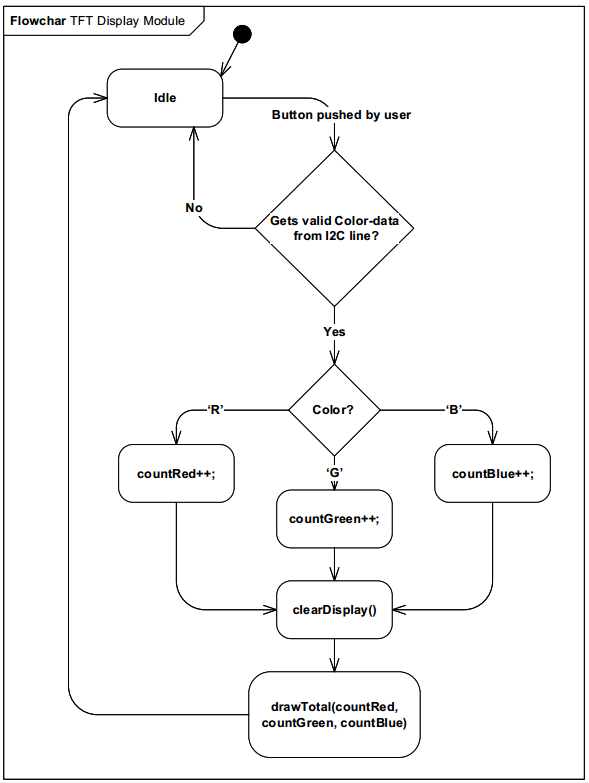 Flowchar TFT Display Module
Idle
Button pushed by user
Gets valid Color-data
from I2C line?
No
Yes
Color?
‘R’
‘B’
countRed++;
‘G’
countBlue++;
countGreen++;
clearDisplay()
drawTotal(countRed,
countGreen, countBlue)